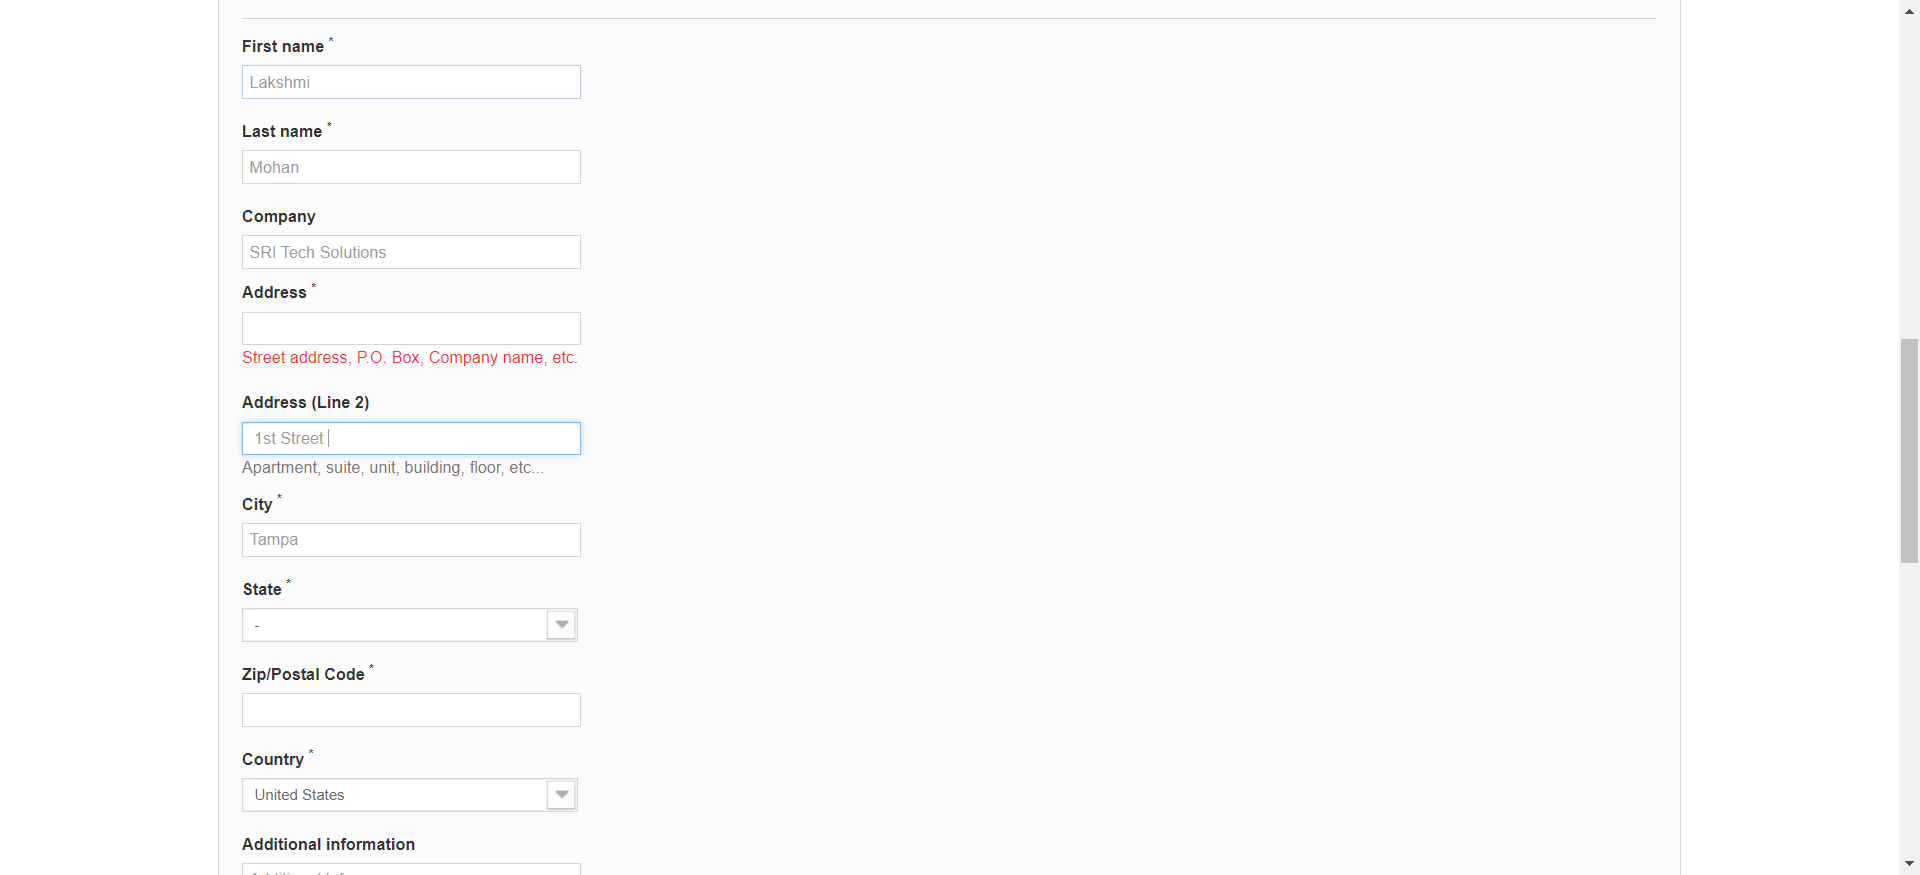 First name *
Lakshmi
Last name *
Mohan
Company
SRI Tech Solutions
Address *
Street address, P.O. Box, Company name, etc.
Address (Line 2)
1st Street
Apartment, suite, unit, building, floor, etc...
City *
Tampa
State *
-
Zip/Postal Code *
Country *
United States
Additional information